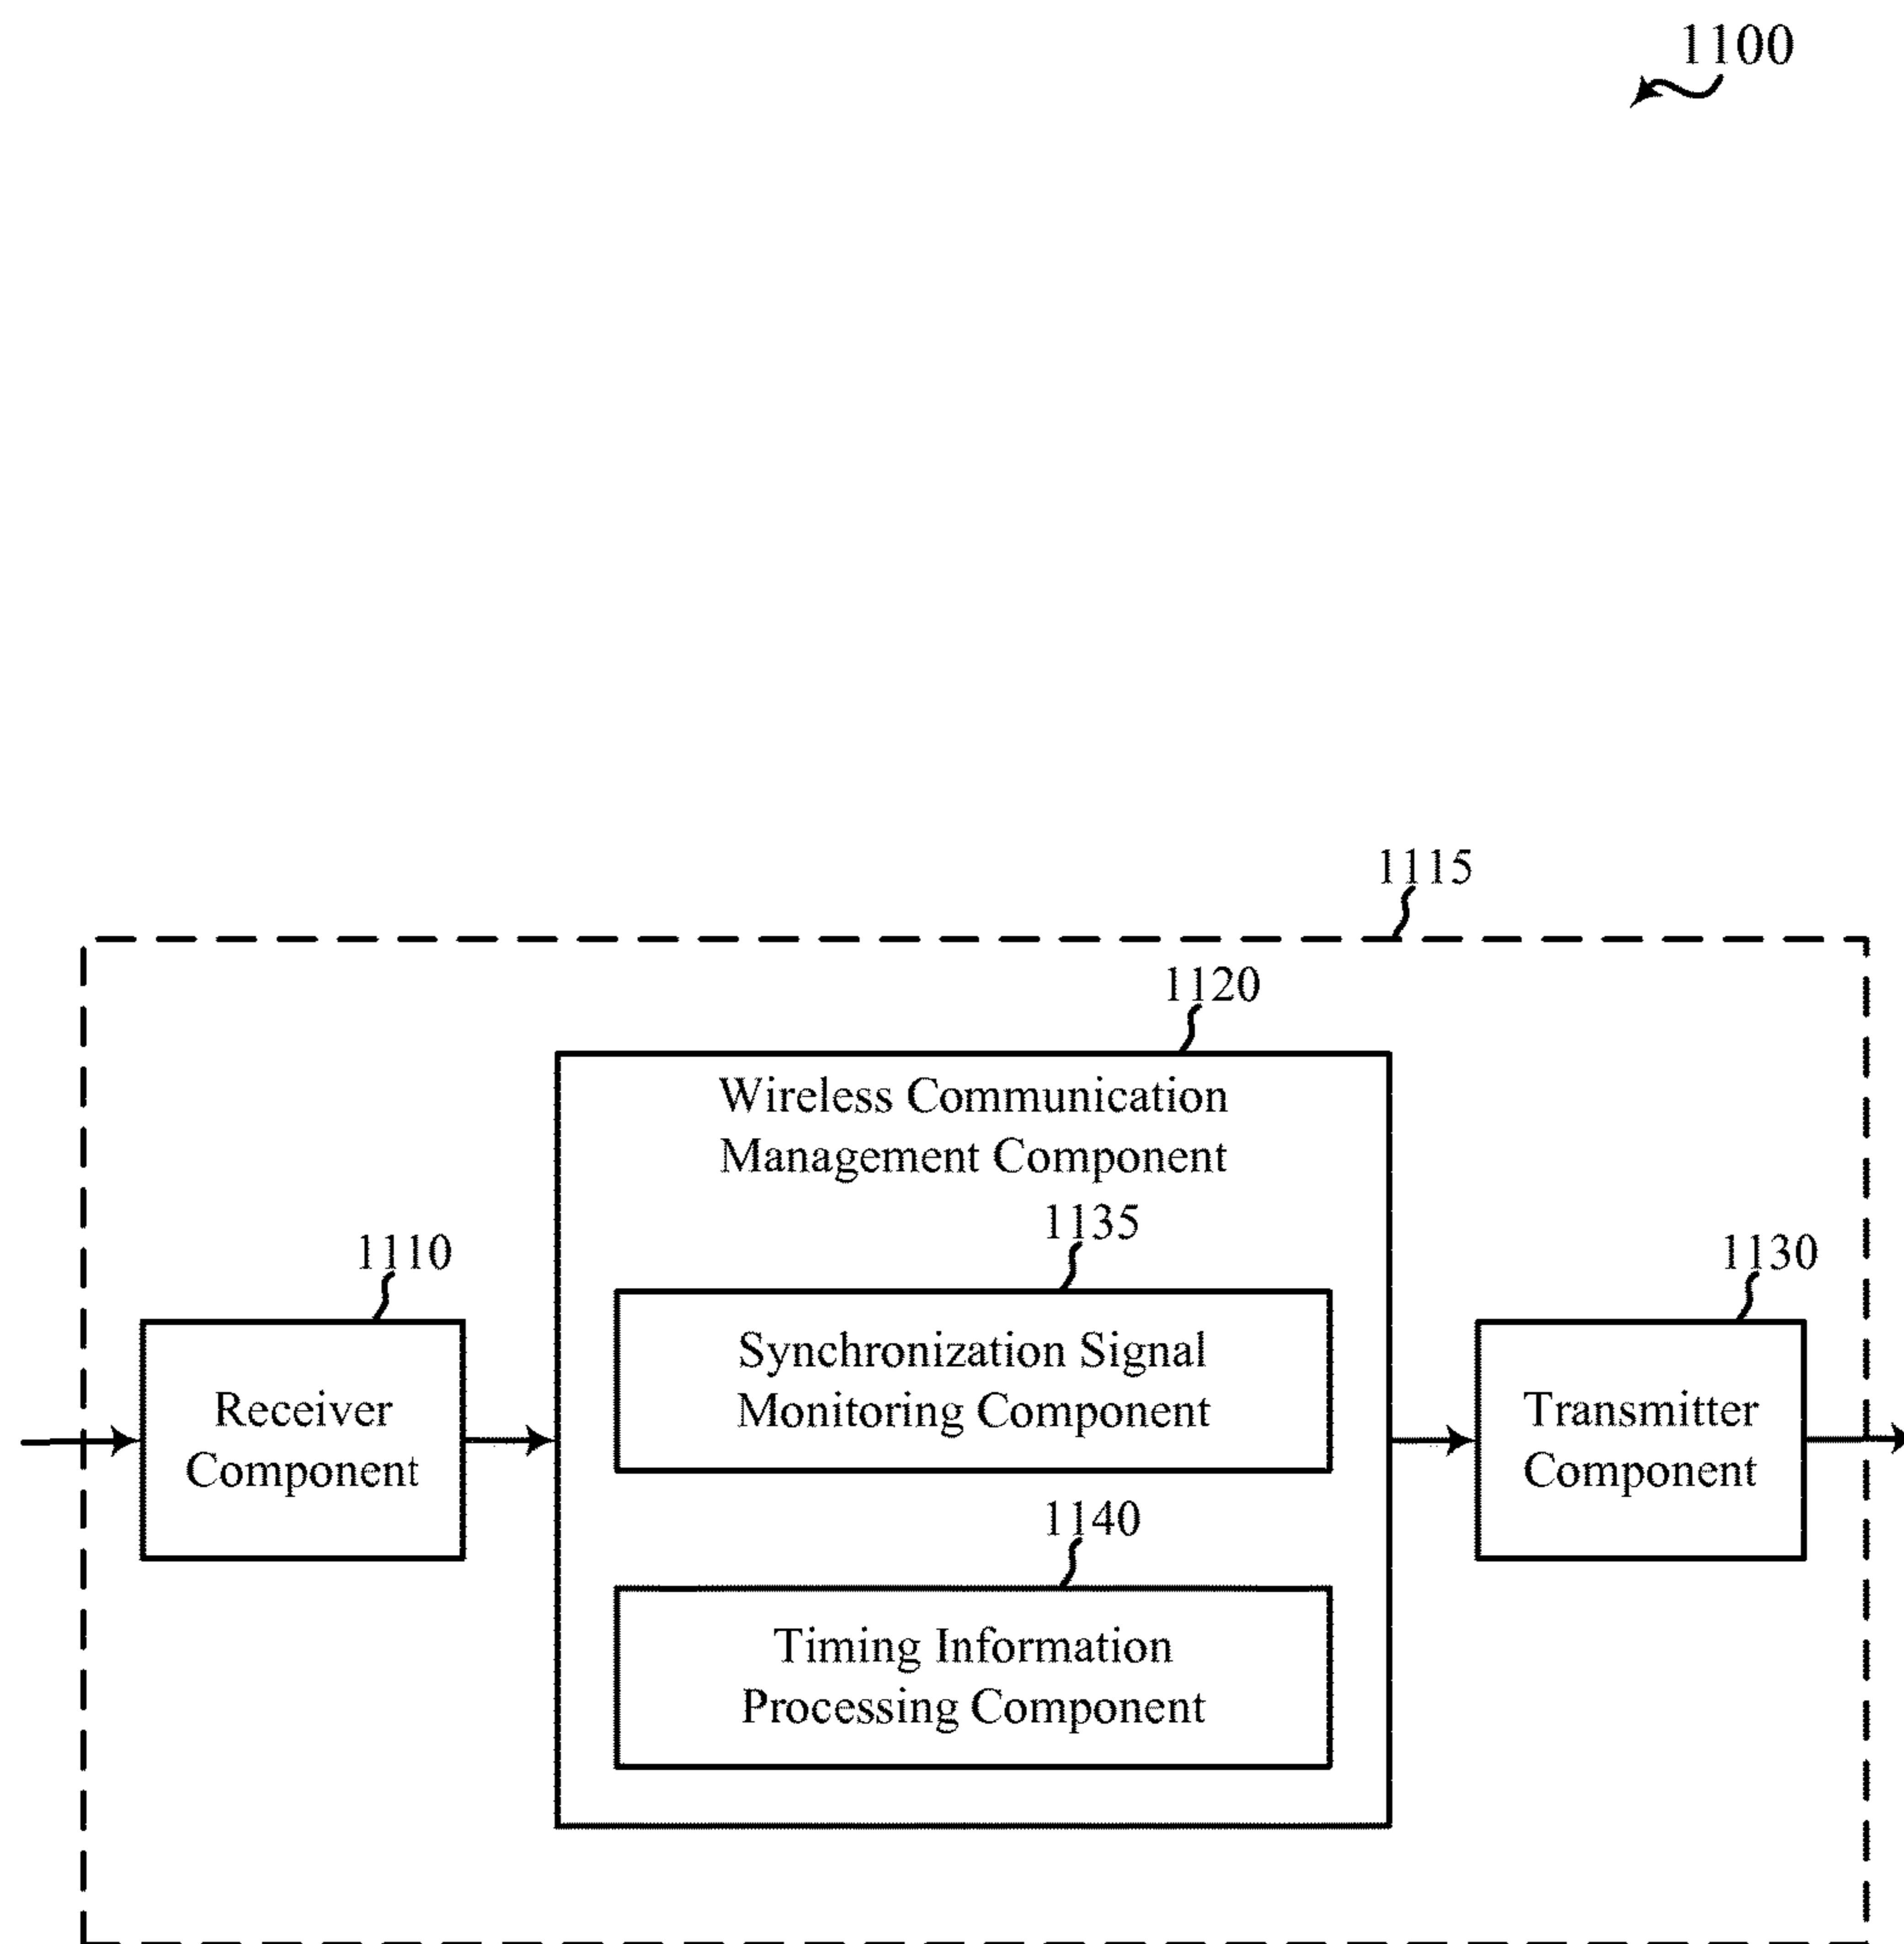 1100
1115
1120
Wireless Communication
Management Component
1135
1110
1130
Synchronization Signal
Monitoring Component
Receiver
Component
Transmitter
Component
1140
Timing Information
Processing Component